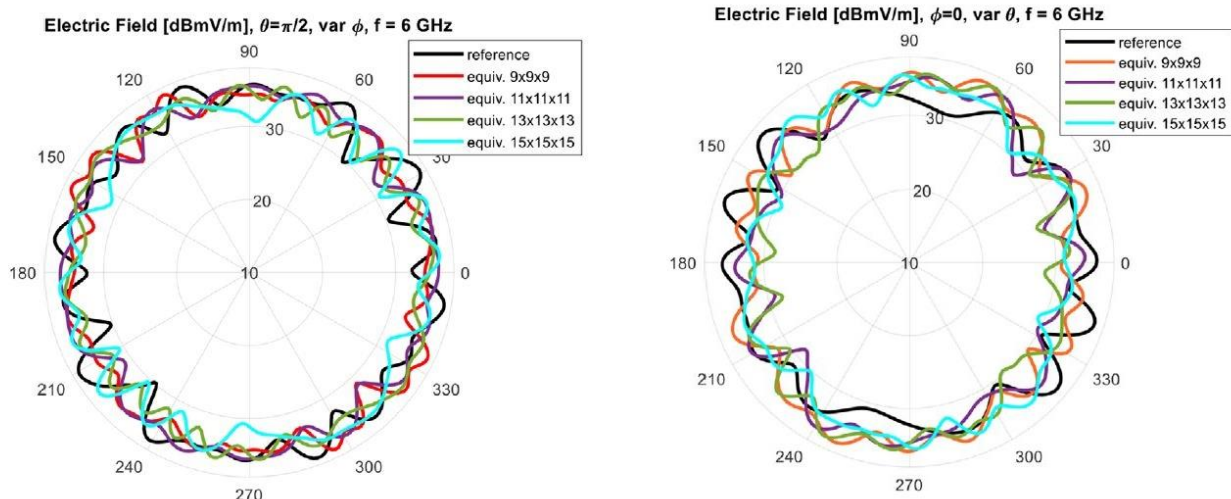 Electric Field [dBmV/m], θ=π/2, var ϕ, f = 6 GHz
reference
equiv. 9x9x9
equiv. 11x11x11
equiv. 13x13x13
equiv. 15x15x15
90
120
60
150
30
30
20
180
10
0
210
330
240
300
270
Electric Field [dBmV/m], ϕ=0, var θ, f = 6 GHz
reference
equiv. 9x9x9
equiv. 11x11x11
equiv. 13x13x13
equiv. 15x15x15
90
120
60
30
150
30
20
180
10
0
210
330
240
300
270